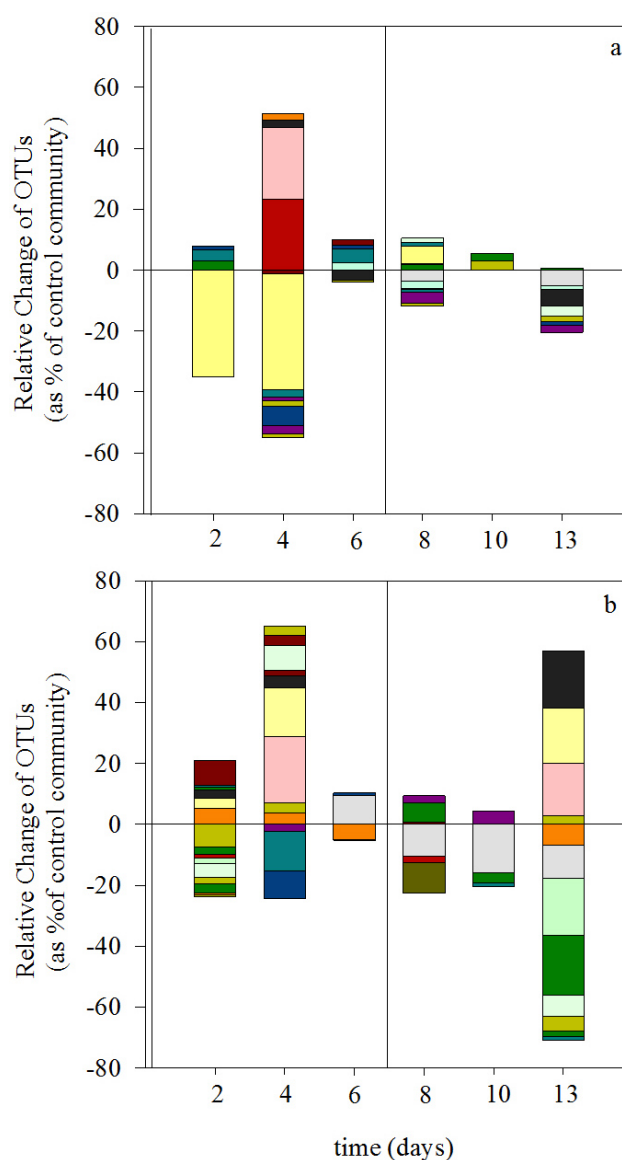 a
Relative Change of OTUs
(as % of control community)
80
60
40
20
0
-20
-40
-60
-80
2 4 6 8 10 13
b
Relative Change of OTUs
(as %of control community)
80
60
40
20
0
-20
-40
-60
-80
2 4 6 8 10 13
time (days)